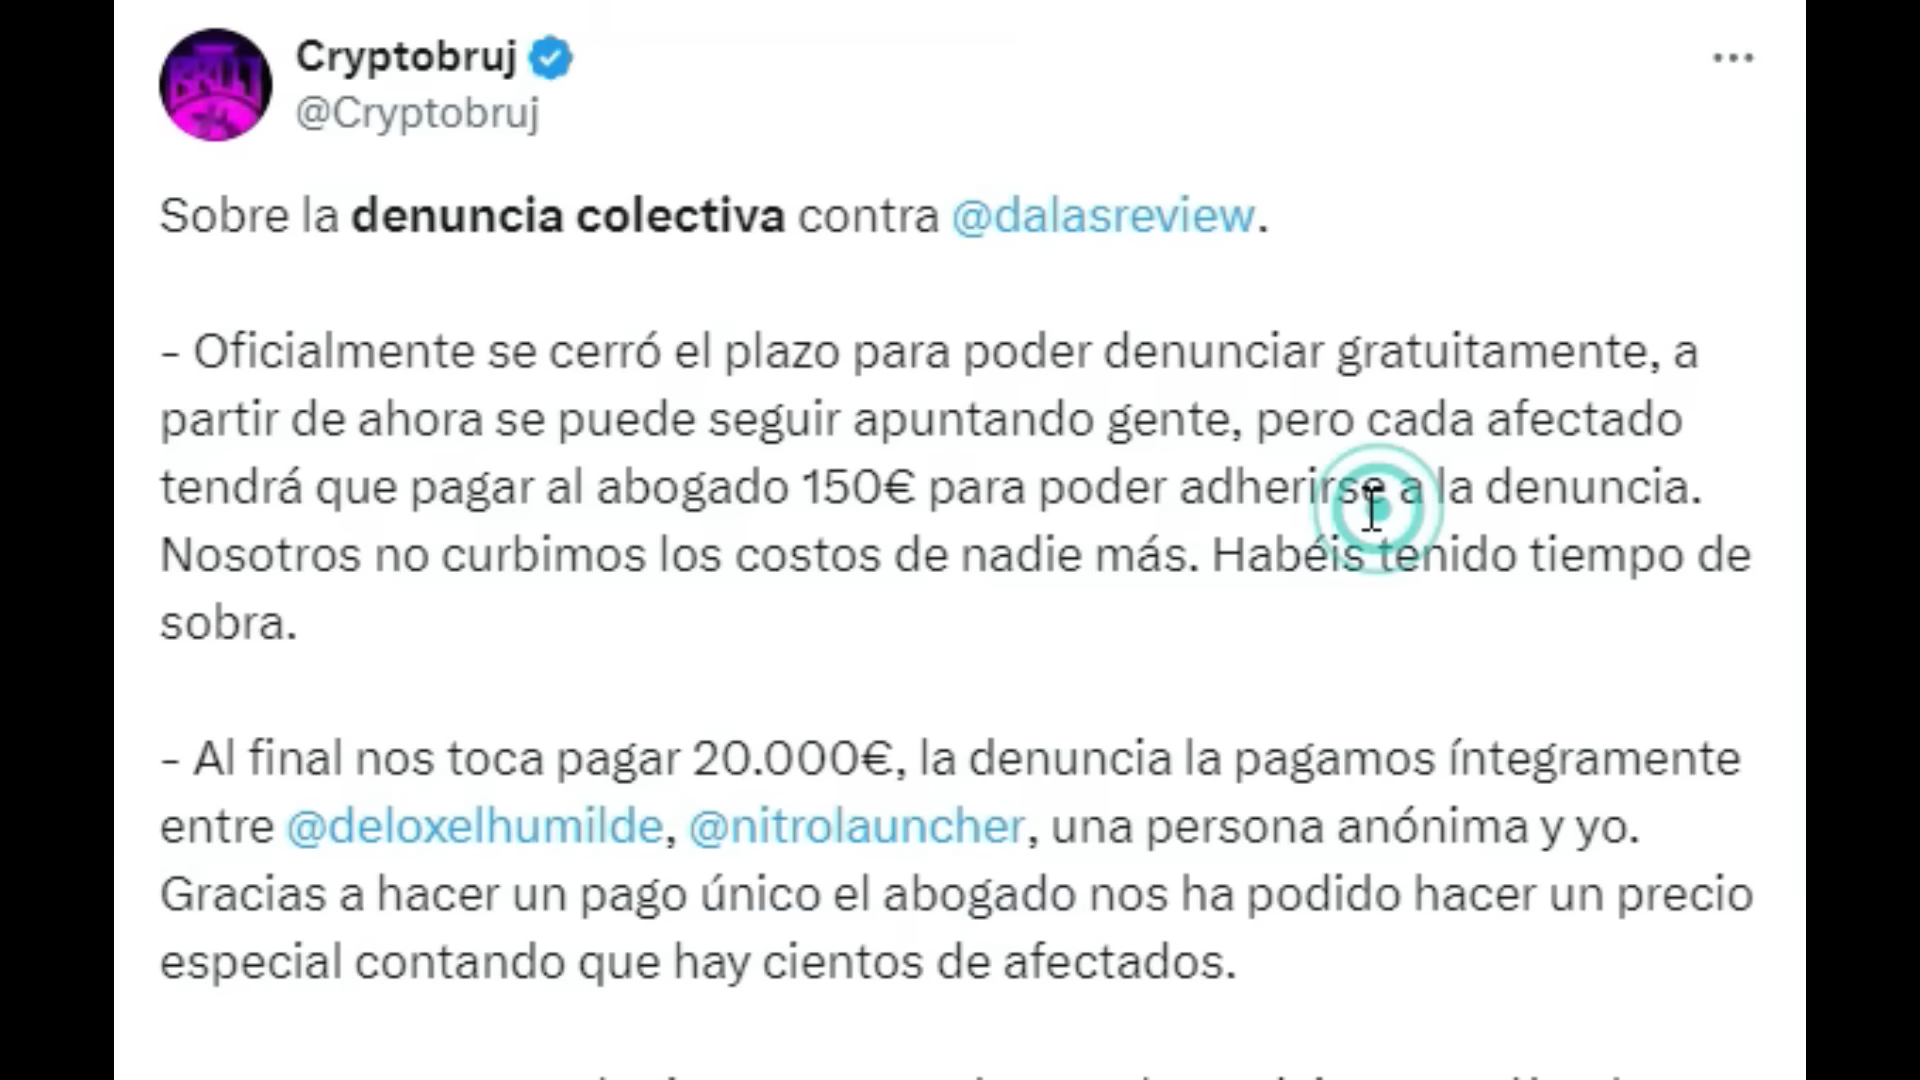 Cryptobruj
@Cryptobruj
Sobre la denuncia colectiva contra @dalasreview.
- Oficialmente se cerró el plazo para poder denunciar gratuitamente, a
partir de ahora se puede seguir apuntando gente, pero cada afectado
tendrá que pagar al abogado 150€ para poder adherirse a la denuncia.
Nosotros no curbimos los costos de nadie más. Habéis tenido tiempo de
sobra.
- Al final nos toca pagar 20.000€, la denuncia la pagamos íntegramente
entre @deloxelhumilde, @nitrolauncher, una persona anónima y yo.
Gracias a hacer un pago único el abogado nos ha podido hacer un precio
especial contando que hay cientos de afectados.